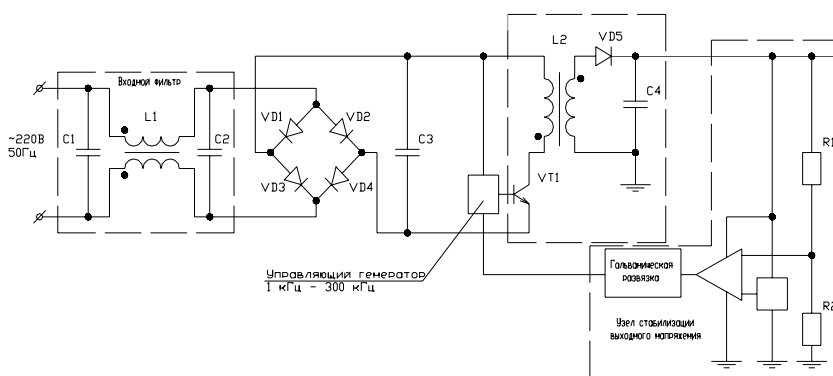 Входной фильтр
L1
C1
C2
~220В
50Гц
VD1
VD2
VD3
VD4
C3
L2
VD5
C4
VT1
R1
R2
Управляющий генератор
1 кГц - 300 кГц
Гальваническая
развязка
Узел стабилизации
выходного напряжения